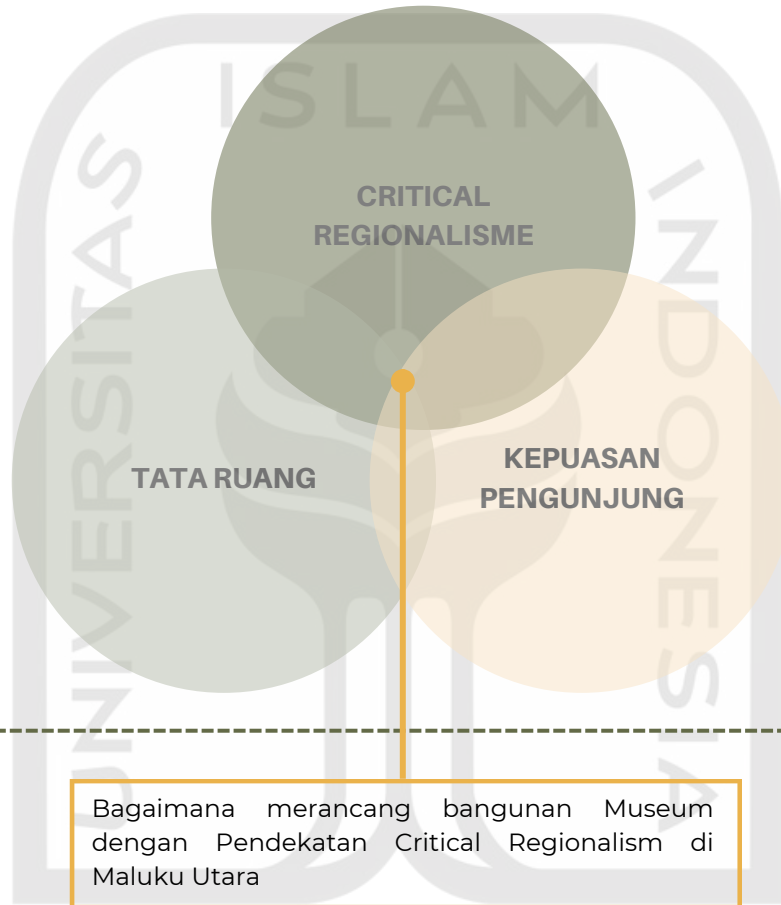 ISLAM
UNIVERSITAS
INDONESIA
CRITICAL
REGIONALISME
TATA RUANG
KEPUASAN
PENGUNJUNG
Bagaimana merancang bangunan Museum
dengan Pendekatan Critical Regionalism di
Maluku Utara